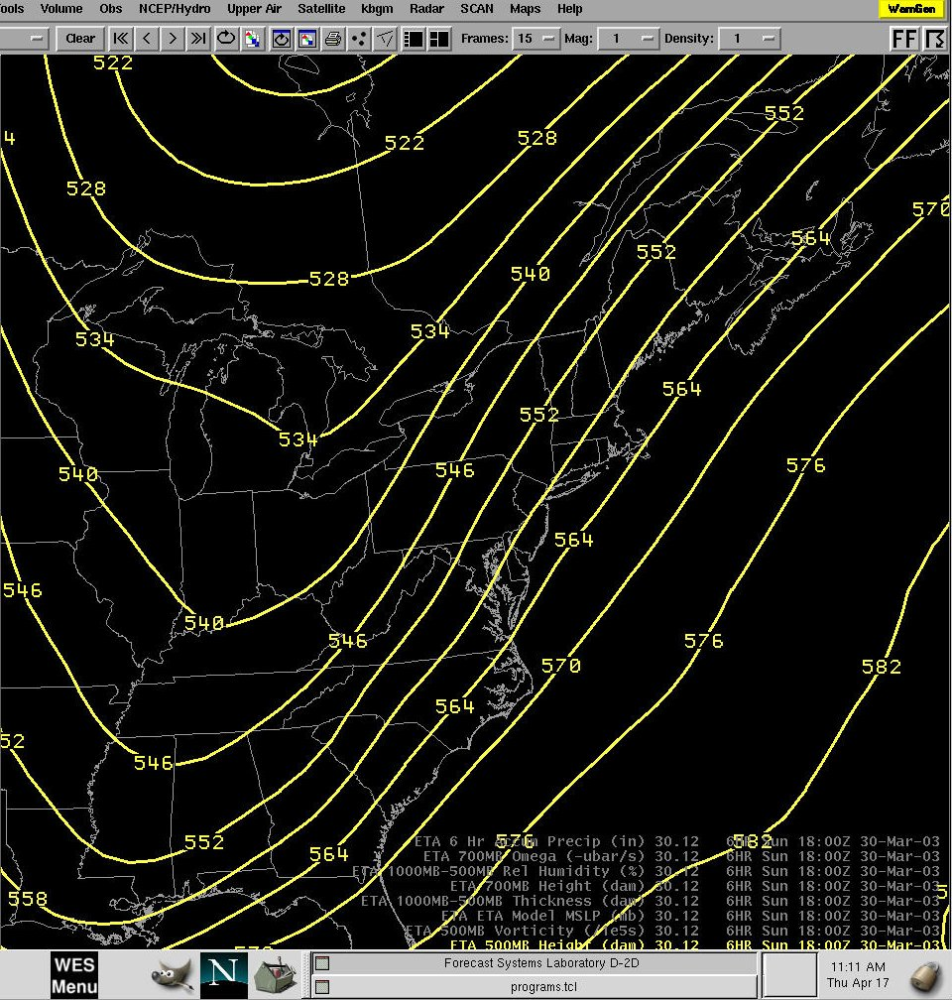 ools Volume Obs NCEP/Hydro Upper Air Satellite Kbgm Radar SCAN Maps Help WarnGen
Clear Frames: 15 Mag: 1 Density: 1 FF
522
552
4 522 528
528 570
564
552
528 540
534 534
564
552
534
540 546 576
564
546
540
546 576
570 582
564
52
546
552 576 582
564
558
ETA 6 Hr Accum Precip (in) 30.12 6HR Sun 18:00Z 30-Mar-03
ETA 700MB Omega (-ubar/s) 30.12 6HR Sun 18:00Z 30-Mar-03
ETA 1000MB-500MB Rel Humidity (%) 30.12 6HR Sun 18:00Z 30-Mar-03
ETA 700MB Height (dam) 30.12 6HR Sun 18:00Z 30-Mar-03
ETA 1000MB-500MB Thickness (dam) 30.12 6HR Sun 18:00Z 30-Mar-03
ETA ETA Model MSLP (mb) 30.12 6HR Sun 18:00Z 30-Mar-03
ETA 500MB Vorticity (/1e5s) 30.12 6HR Sun 18:00Z 30-Mar-03
ETA 500MB Height (dam) 30.12 6HR Sun 18:00Z 30-Mar-03
WES
Menu
N
Forecast Systems Laboratory D-2D
programs.tcl
11:11 AM
Thu Apr 17